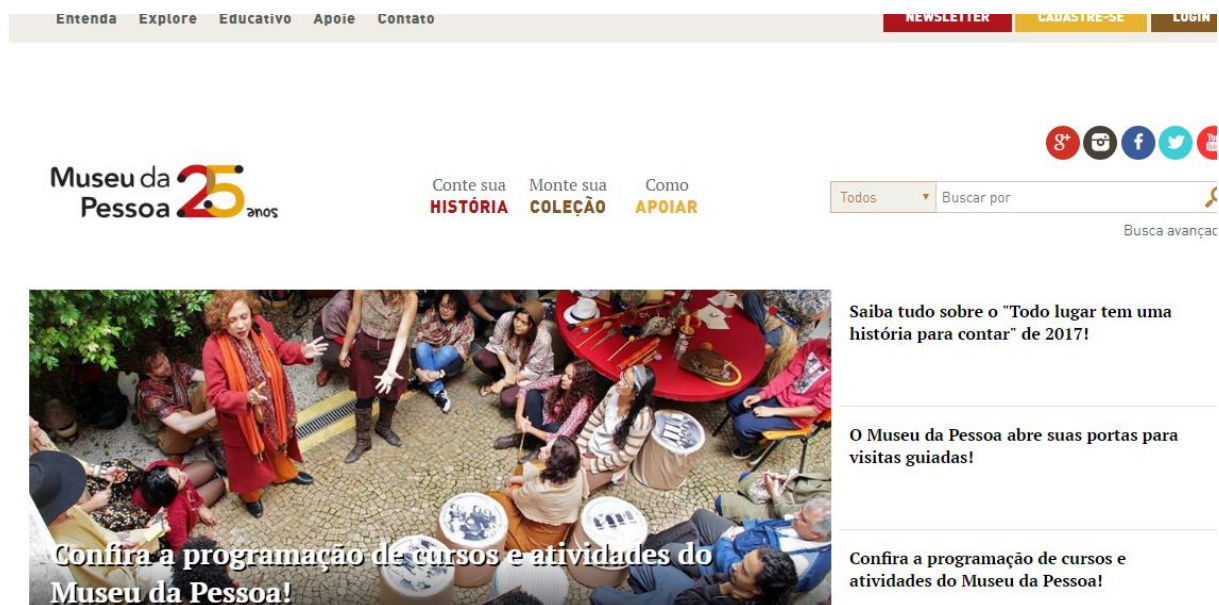 Entenda Explore Educativo Apoie Contato
NEWSLETTER CADASTRE-SE LOGIN
Museu da 25
Pessoa anos
Conte sua Monte sua Como
HISTÓRIA COLEÇÃO APOIAR
Todos Buscar por
Busca avançad
Saiba tudo sobre o "Todo lugar tem uma
história para contar" de 2017!
O Museu da Pessoa abre suas portas para
visitas guiadas!
Confira a programação de cursos e atividades do
Museu da Pessoa!
Confira a programação de cursos e
atividades do Museu da Pessoa!